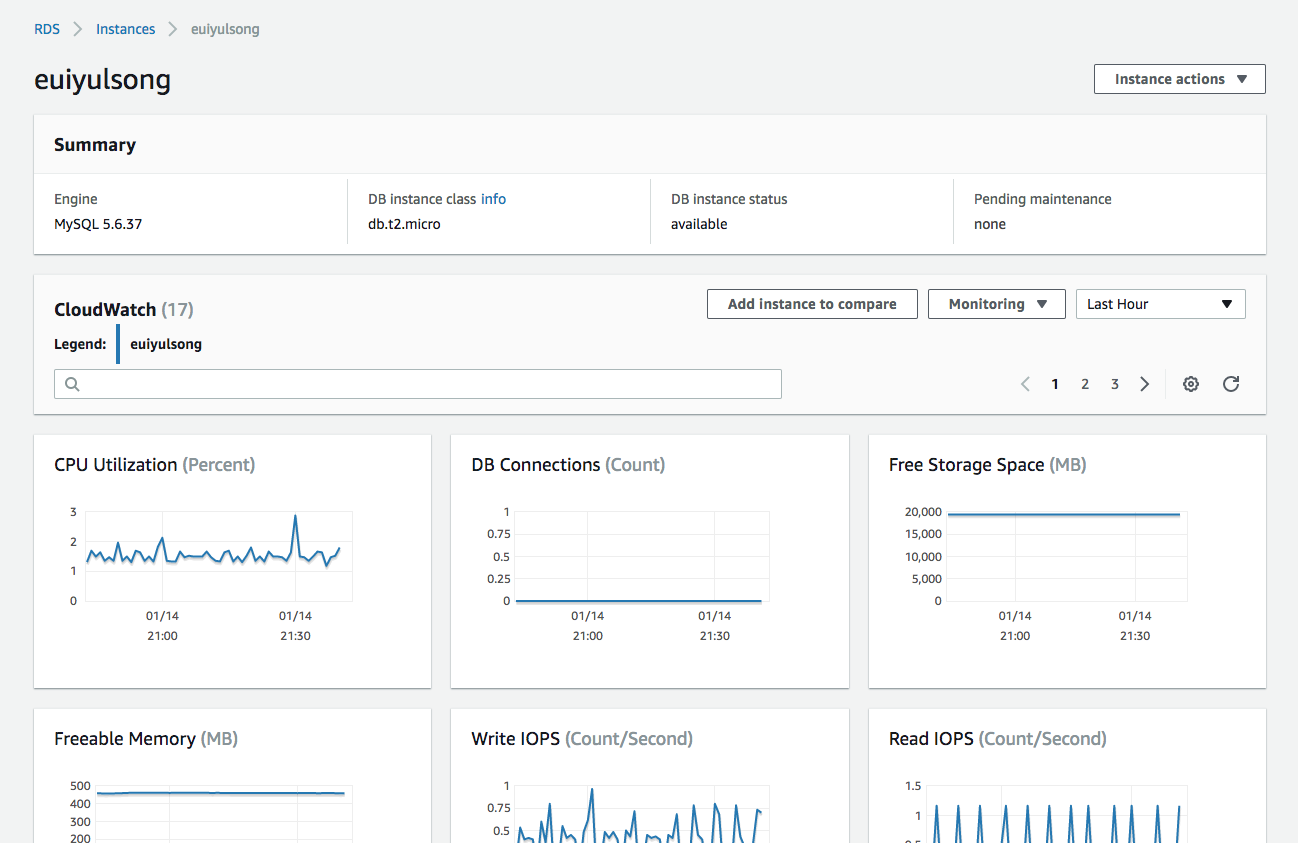 RDS > Instances > euiyulsong
euiyulsong
Instance actions
Summary
Engine
MySQL 5.6.37
DB instance class info
db.t2.micro
DB instance status
available
Pending maintenance
none
CloudWatch (17)
Add instance to compare
Monitoring
Last Hour
Legend: euiyulsong
1 2 3
CPU Utilization (Percent)
3
2
1
0
01/14 01/14
21:00 21:30
DB Connections (Count)
1
0.75
0.5
0.25
0
01/14 01/14
21:00 21:30
Free Storage Space (MB)
20,000
15,000
10,000
5,000
0
01/14 01/14
21:00 21:30
Freeable Memory (MB)
500
400
300
200
Write IOPS (Count/Second)
1
0.75
0.5
Read IOPS (Count/Second)
1.5
1
0.5